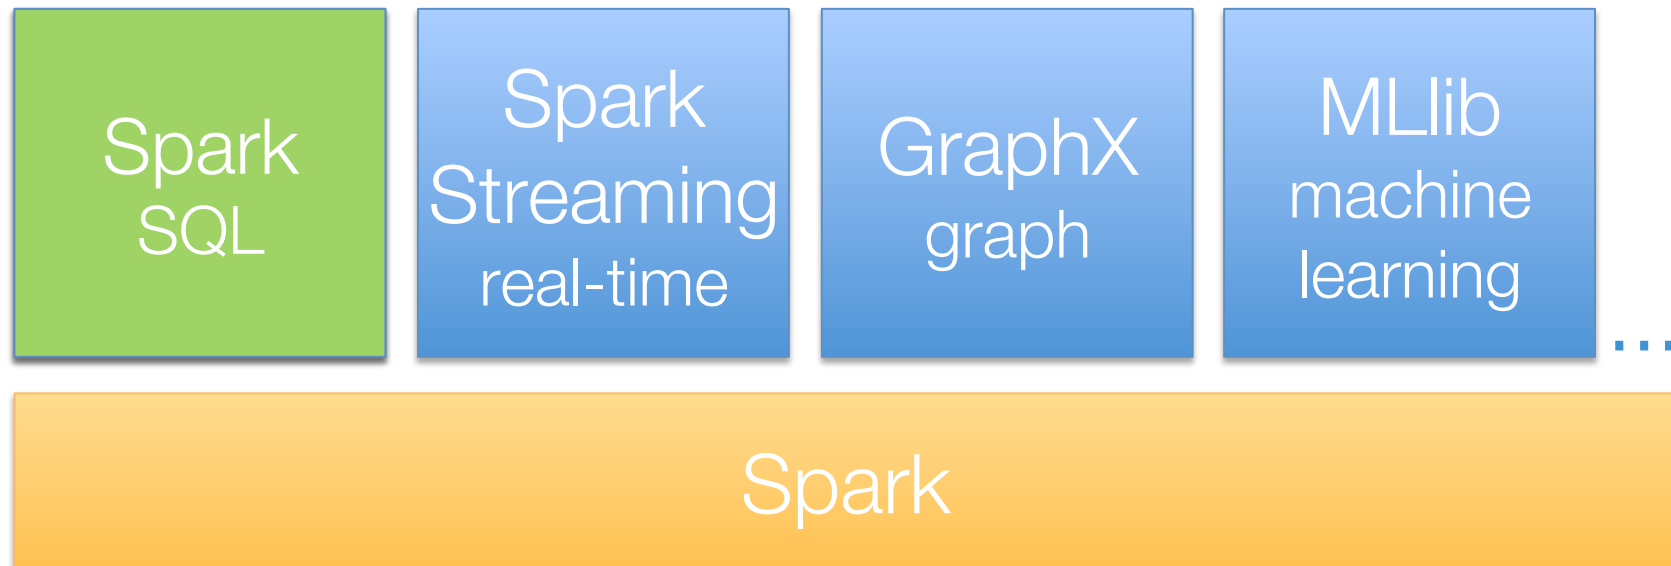 Spark
SQL
Spark
Streaming
real-time
GraphX
graph
MLlib
machine
learning
...
Spark